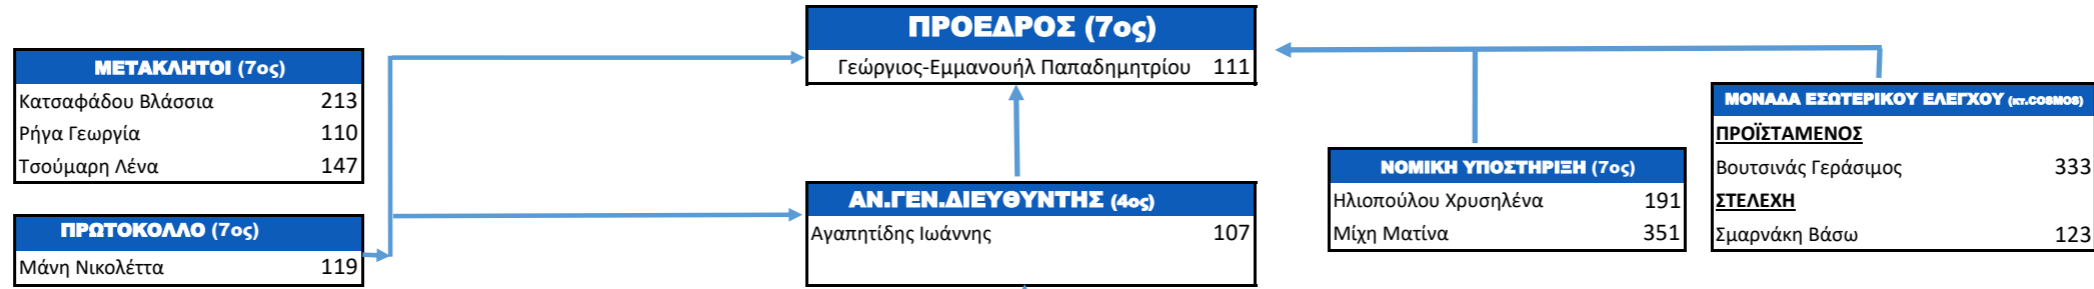 ΠΡΟΕΔΡΟΣ (7ος)
Γεώργιος-Εμμανουήλ Παπαδημητρίου 111
ΜΕΤΑΚΛΗΤΟΙ (7ος)
Κατσαφάδου Βλάσσια 213
Ρήγα Γεωργία 110
Τσούμαρη Λένα 147
ΠΡΩΤΟΚΟΛΛΟ (7ος)
Μάνη Νικολέττα 119
ΑΝ.ΓΕΝ.ΔΙΕΥΘΥΝΤΗΣ (4ος)
Αγαπητίδης Ιωάννης 107
ΝΟΜΙΚΗ ΥΠΟΣΤΗΡΙΞΗ (7ος)
Ηλιοπούλου Χρυσηλένα 191
Μίχη Ματίνα 351
ΜΟΝΑΔΑ ΕΣΩΤΕΡΙΚΟΥ ΕΛΕΓΧΟΥ (κτ.COSMOS)
ΠΡΟΪΣΤΑΜΕΝΟΣ
Βουτσινάς Γεράσιμος 333
ΣΤΕΛΕΧΗ
Σμαρνάκη Βάσω 123